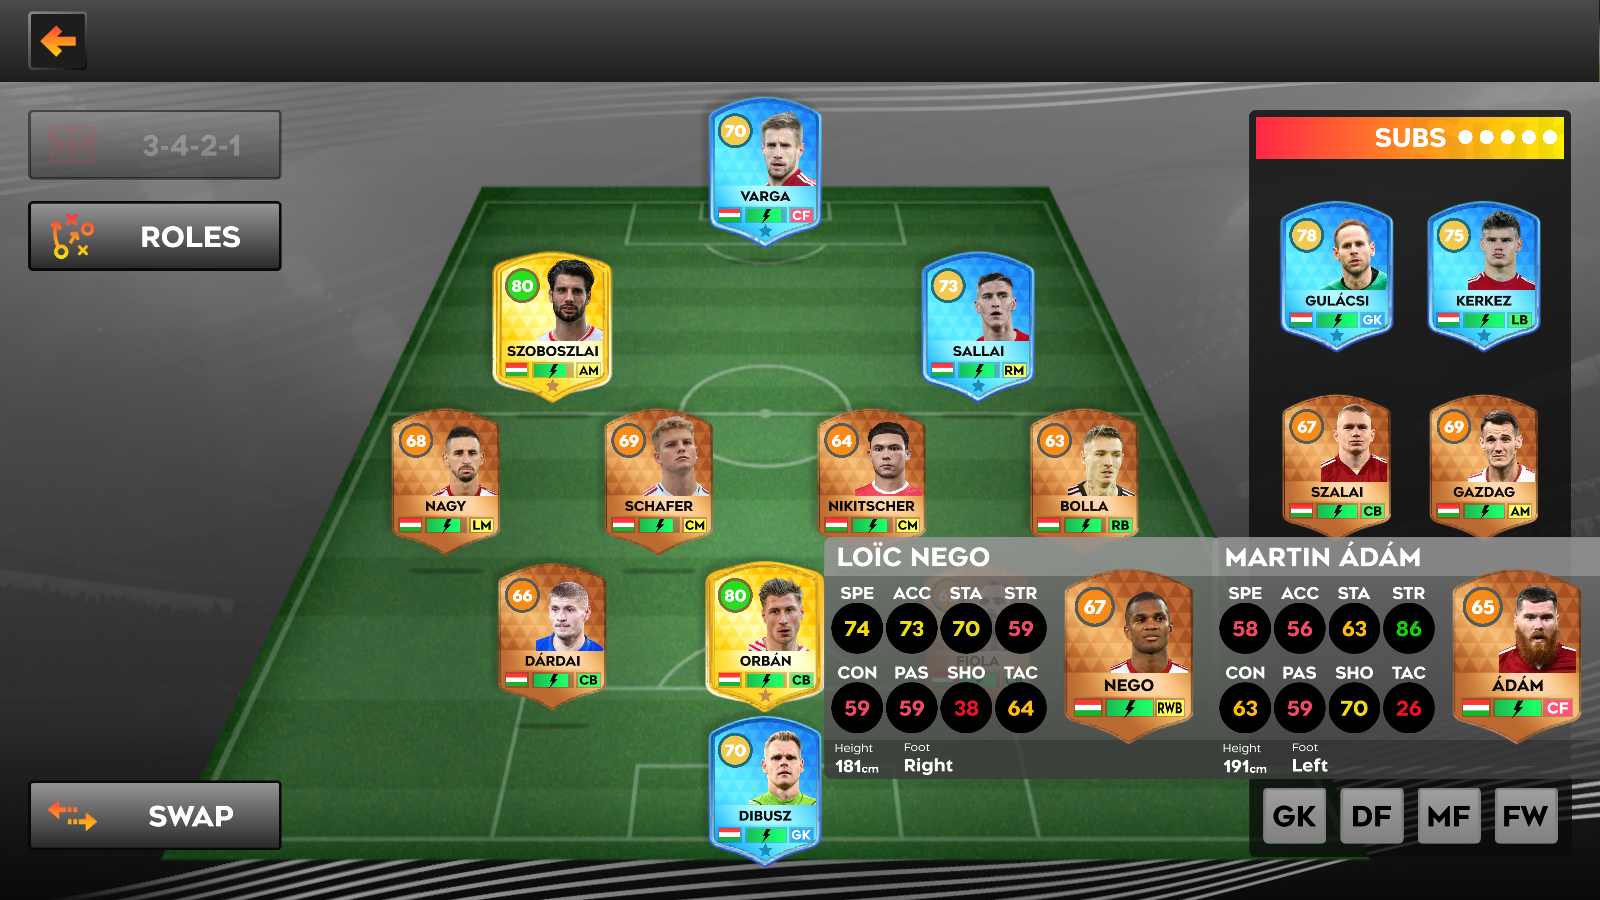 3-4-2-1
ROLES
SWAP
70
VARGA
CF
80
SZOBOSZLAI
AM
73
SALLAI
RM
68
NAGY
LM
69
SCHAFER
CM
64
NIKITSCHER
CM
63
BOLLA
RB
66
DÁRDAI
CB
80
ORBÁN
CB
FIOLA
70
DIBUSZ
GK
SUBS
78
GULÁCSI
GK
75
KERKEZ
LB
67
SZALAI
CB
69
GAZDAG
AM
LOÏC NEGO
SPE ACC STA STR
74 73 70 59
CON PAS SHO TAC
59 59 38 64
Height Foot
181cm Right
67
NEGO
RWB
MARTIN ÁDÁM
SPE ACC STA STR
58 56 63 86
CON PAS SHO TAC
63 59 70 26
Height Foot
191cm Left
65
ÁDÁM
CF
GK DF MF FW